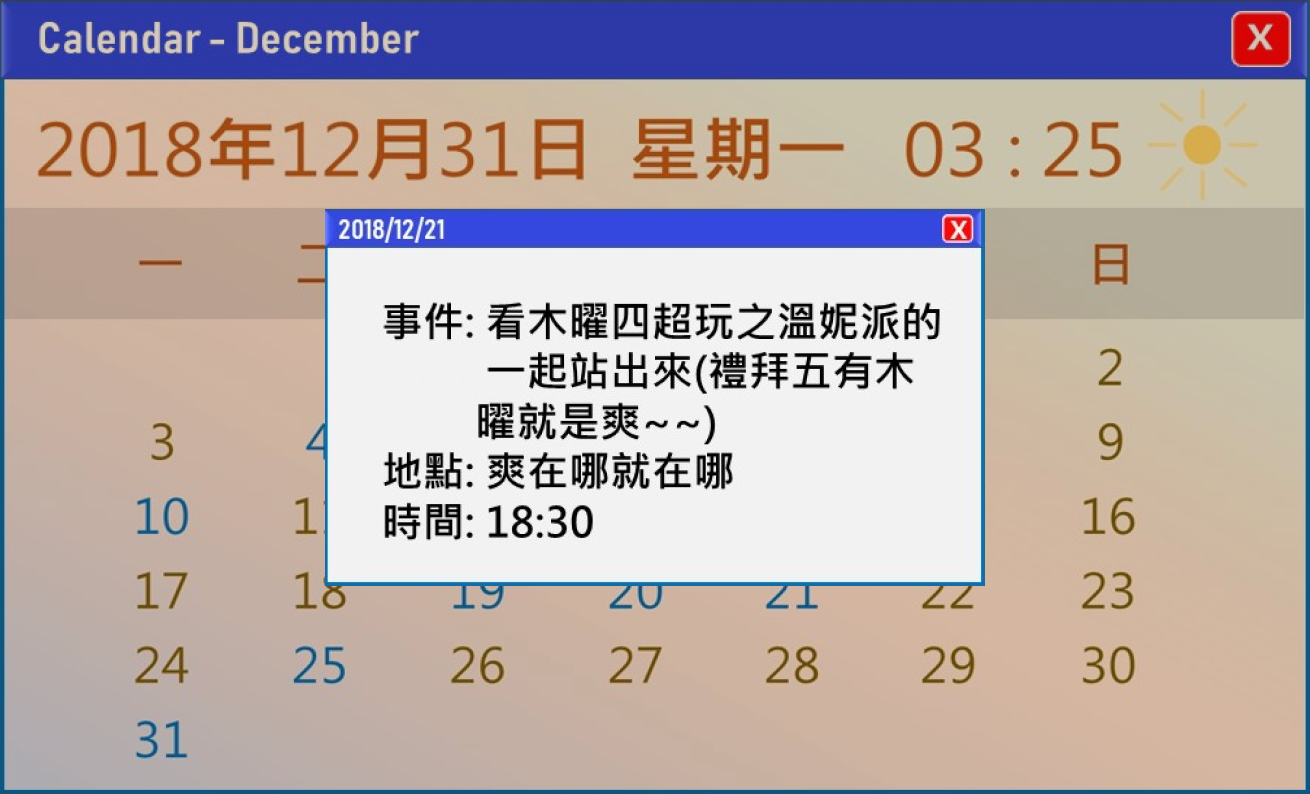 Calendar - December
X
2018年12月31日 星期一 03 : 25
一
日
2018/12/21
X
事件: 看木曜四超玩之溫妮派的
一起站出來(禮拜五有木
曜就是爽~~)
地點: 爽在哪就在哪
時間: 18:30
2
3
9
10
16
17 18 19 20 21 22 23
24 25 26 27 28 29 30
31